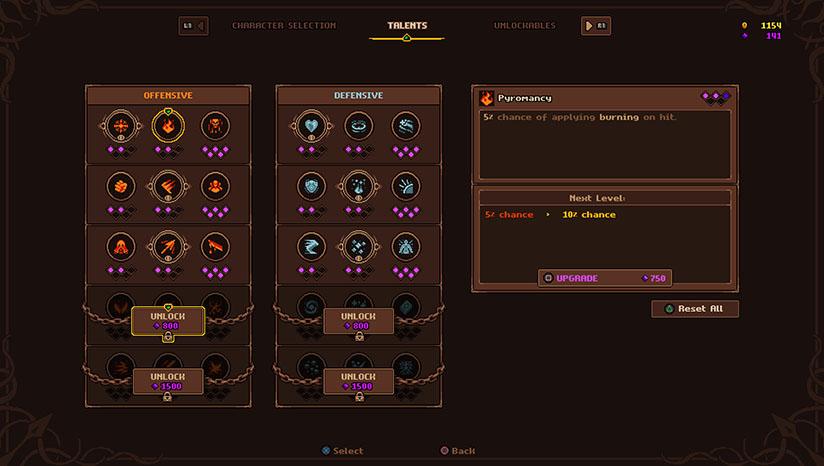 L1 CHARACTER SELECTION TALENTS UNLOCKABLES R1
1154
141
OFFENSIVE
DEFENSIVE
UNLOCK
800
UNLOCK
800
UNLOCK
1500
UNLOCK
1500
Pyromancy
5% chance of applying burning on hit.
Next Level:
5% chance › 10% chance
UPGRADE 750
Reset All
Select Back